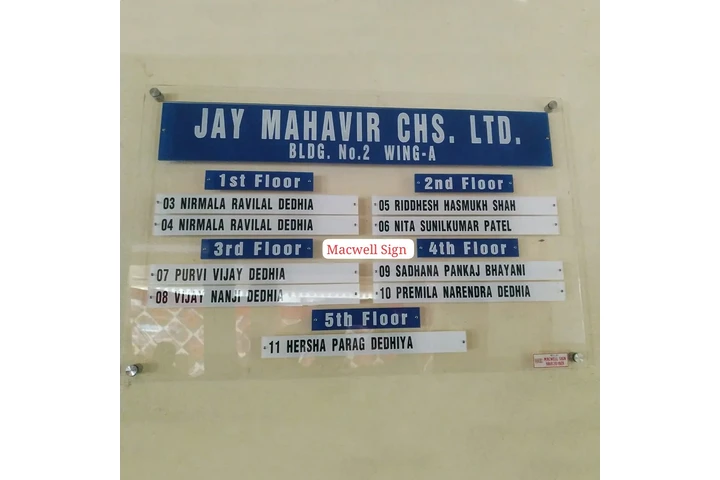 JAY MAHAVIR CHS. LTD.
BLDG. No.2 WING-A
1st Floor
03 NIRMALA RAVILAL DEDHIA
04 NIRMALA RAVILAL DEDHIA
2nd Floor
05 RIDDHESH HASMUKH SHAH
06 NITA SUNILKUMAR PATEL
3rd Floor
07 PURVI VIJAY DEDHIA
08 VIJAY NANJI DEDHIA
Macwell Sign
4th Floor
09 SADHANA PANKAJ BHAYANI
10 PREMILA NARENDRA DEDHIA
5th Floor
11 HERSHA PARAG DEDHIYA